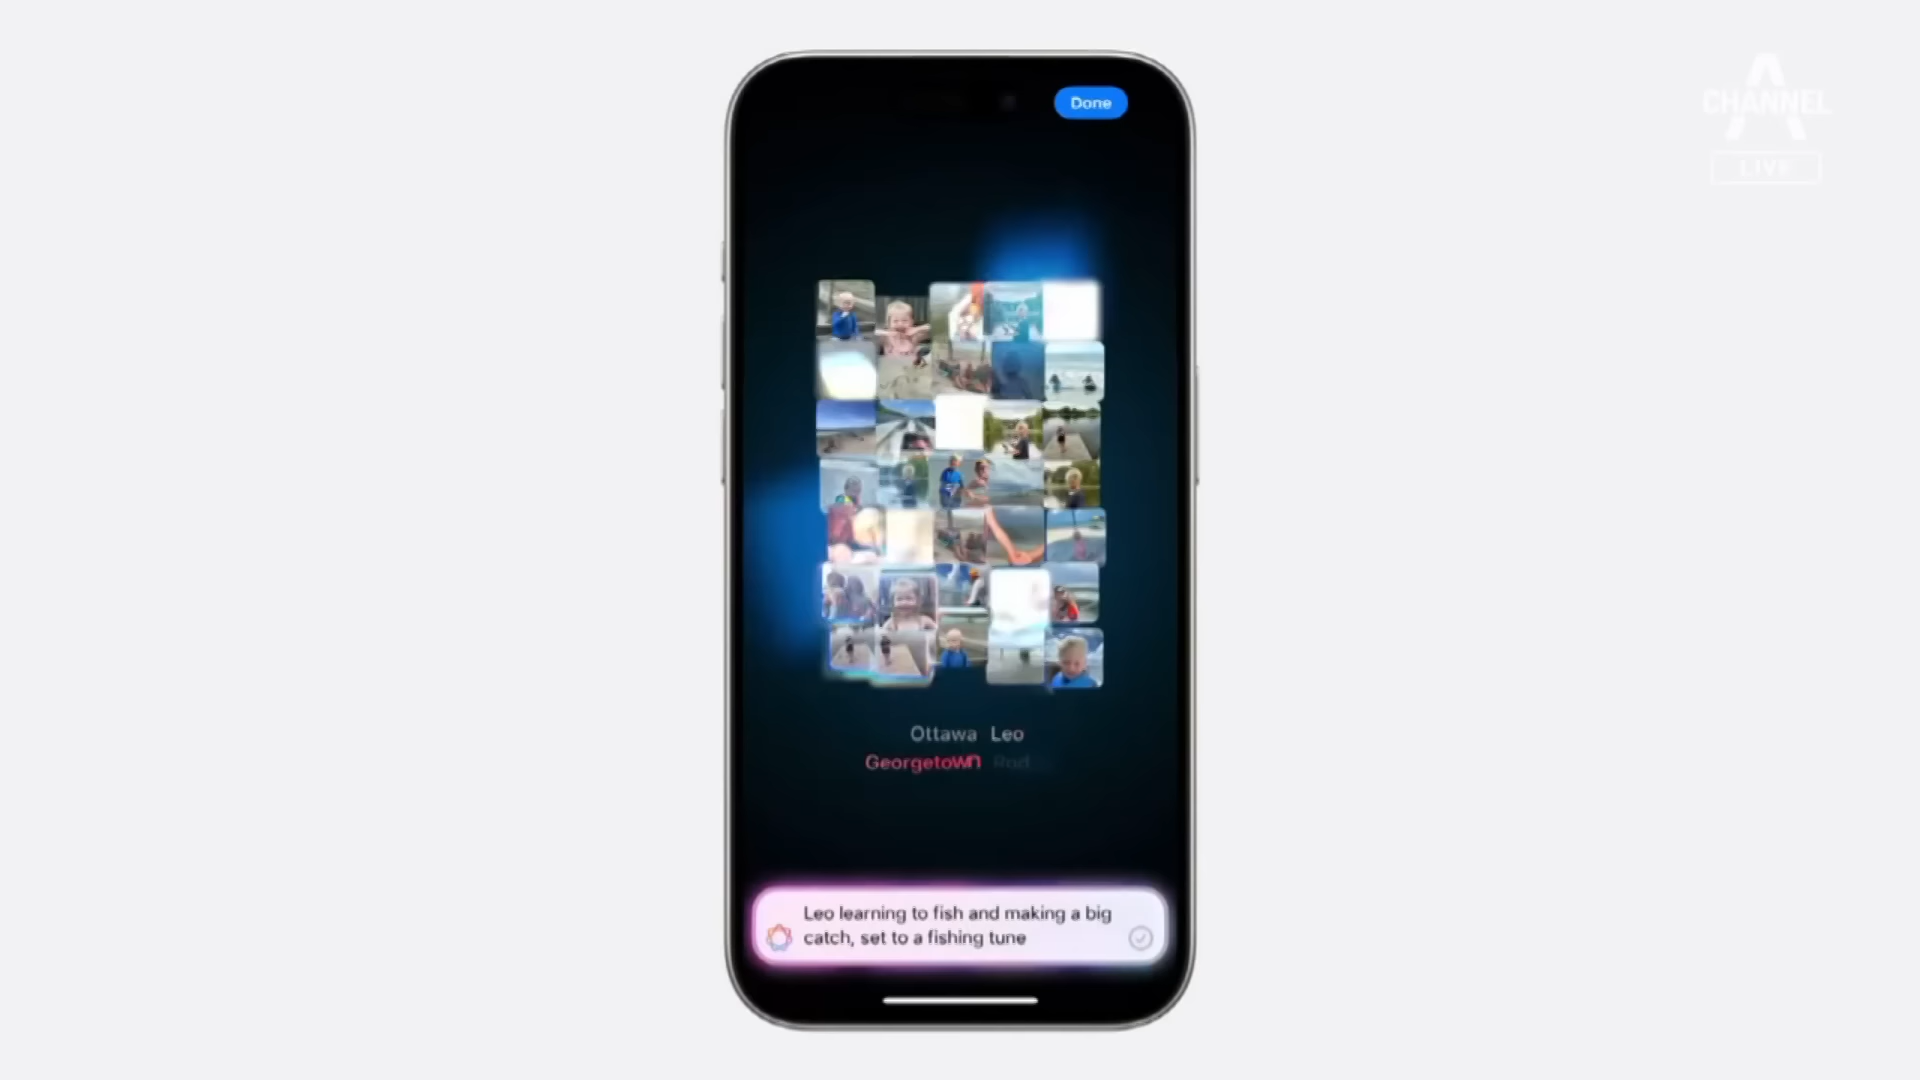 Done
CHANNEL A
LIVE
Ottawa Leo
Georgetown
Leo learning to fish and making a big
catch, set to a fishing tune